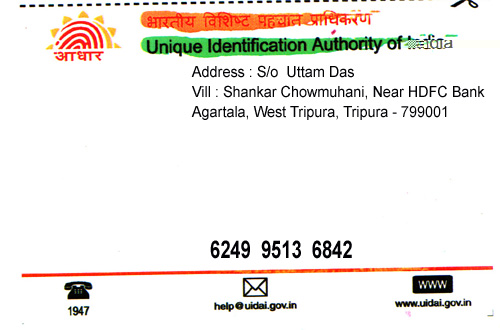 भारतीय विशिष्ट पहचान प्राधिकरण
Unique Identification Authority of India
आधार
Address : S/o Uttam Das
Vill : Shankar Chowmuhani, Near HDFC Bank
Agartala, West Tripura, Tripura - 799001
6249 9513 6842
1947
help@uidai.gov.in
WWW
www.uidai.gov.in